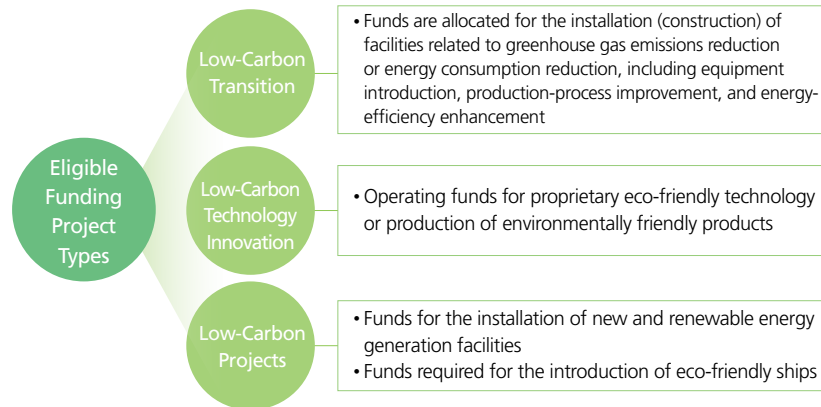 Eligible
Funding
Project
Types
Low-Carbon
Transition
• Funds are allocated for the installation (construction) of
facilities related to greenhouse gas emissions reduction
or energy consumption reduction, including equipment
introduction, production-process improvement, and energy-
efficiency enhancement
Low-Carbon
Technology
Innovation
• Operating funds for proprietary eco-friendly technology
or production of environmentally friendly products
Low-Carbon
Projects
• Funds for the installation of new and renewable energy
generation facilities
• Funds required for the introduction of eco-friendly ships